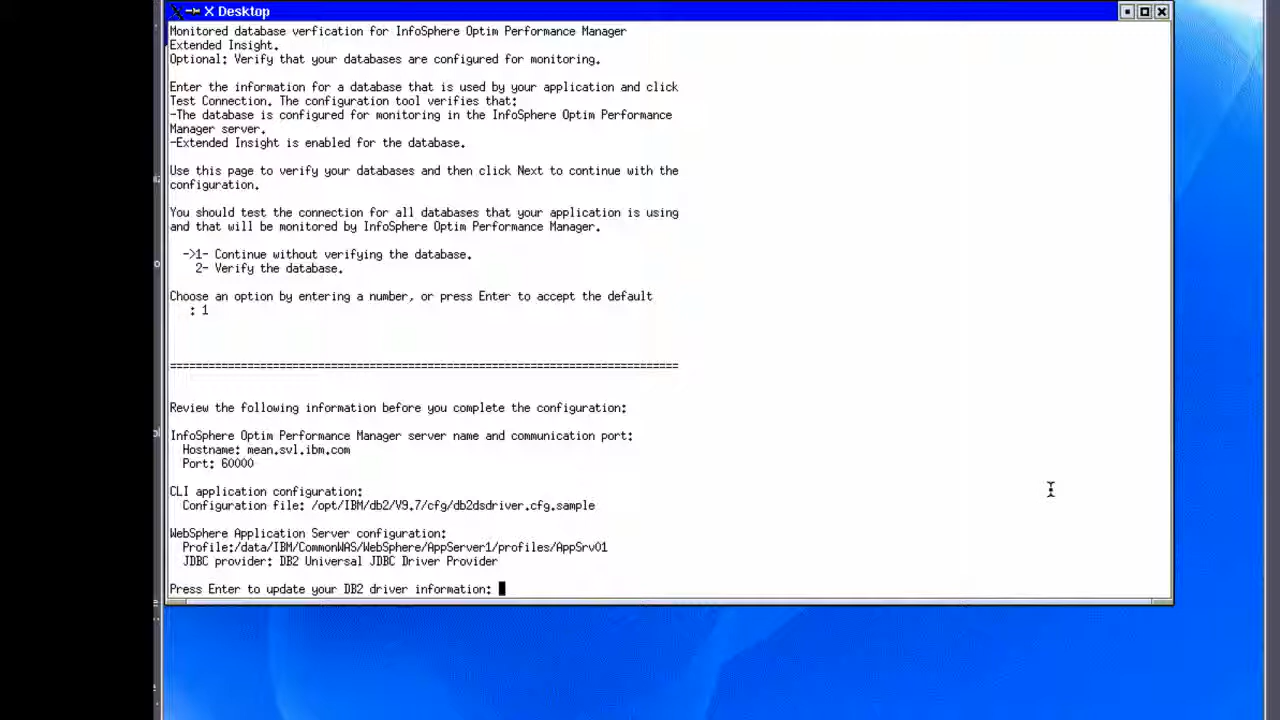 X Desktop
Monitored database verfication for InfoSphere Optim Performance Manager
Extended Insight.
Optional: Verify that your databases are configured for monitoring.
Enter the information for a database that is used by your application and click
Test Connection. The configuration tool verifies that:
-The database is configured for monitoring in the InfoSphere Optim Performance
Manager server.
-Extended Insight is enabled for the database.
Use this page to verify your databases and then click Next to continue with the
configuration.
You should test the connection for all databases that your application is using
and that will be monitored by InfoSphere Optim Performance Manager.
->1- Continue without verifying the database.
2- Verify the database.
Choose an option by entering a number, or press Enter to accept the default
: 1
===============================================================================
Review the following information before you complete the configuration:
InfoSphere Optim Performance Manager server name and communication port:
Hostname: mean.svl.ibm.com
Port: 60000
CLI application configuration:
Configuration file: /opt/IBM/db2/V9.7/cfg/db2dsdriver.cfg.sample
WebSphere Application Server configuration:
Profile:/data/IBM/CommonWAS/WebSphere/AppServer1/profiles/AppSrv01
JDBC provider: DB2 Universal JDBC Driver Provider
Press Enter to update your DB2 driver information: